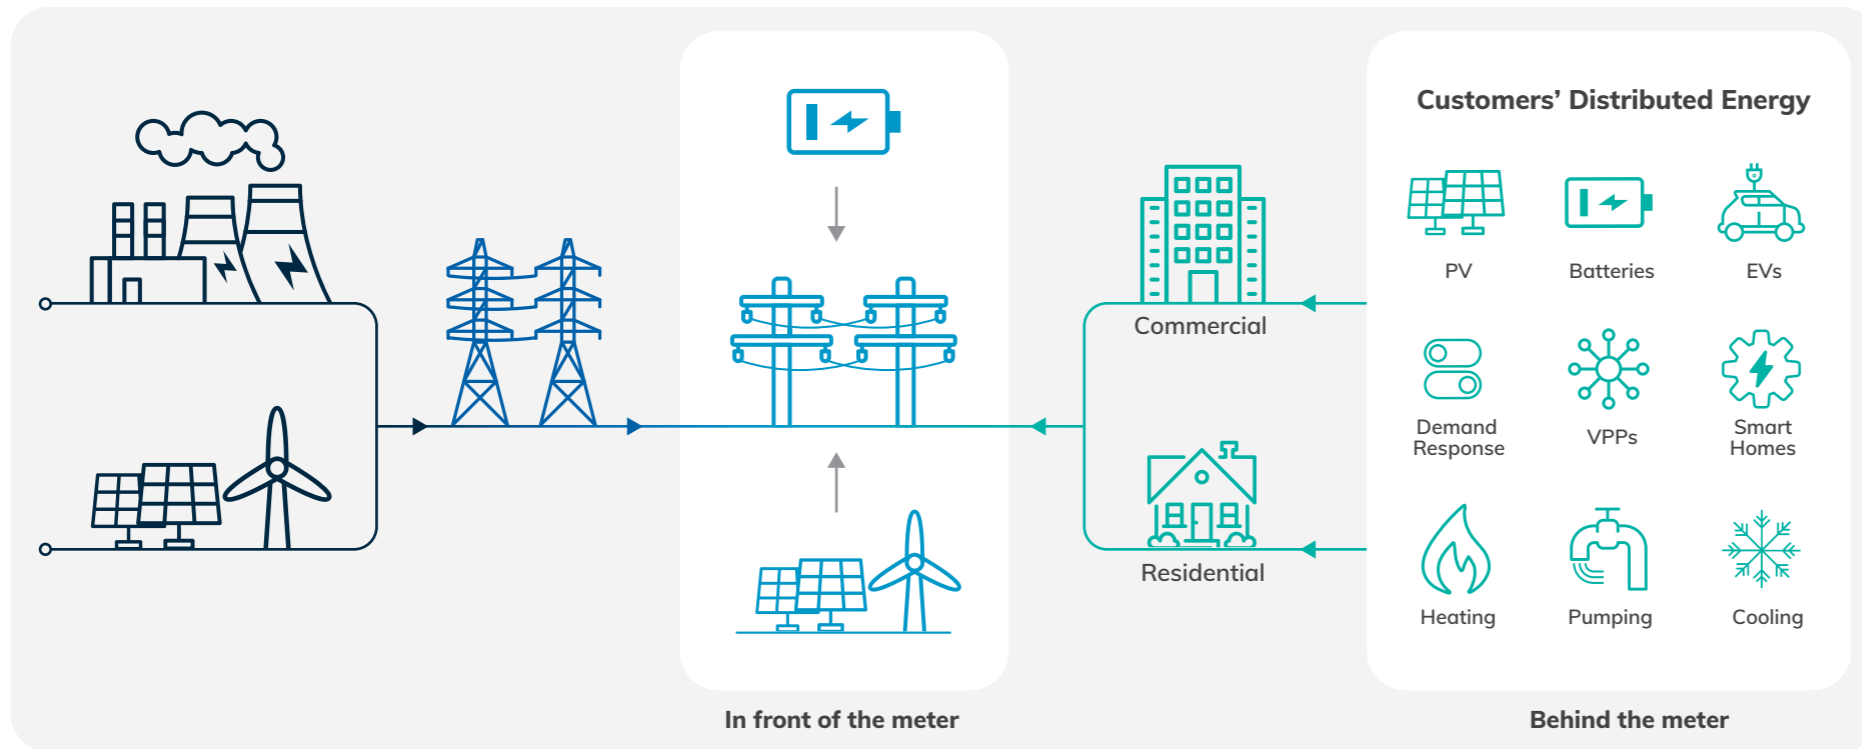 Customers’ Distributed Energy
PV
Batteries
EVs
Commercial
Demand
Response
VPPs
Smart
Homes
Residential
Heating
Pumping
Cooling
In front of the meter
Behind the meter